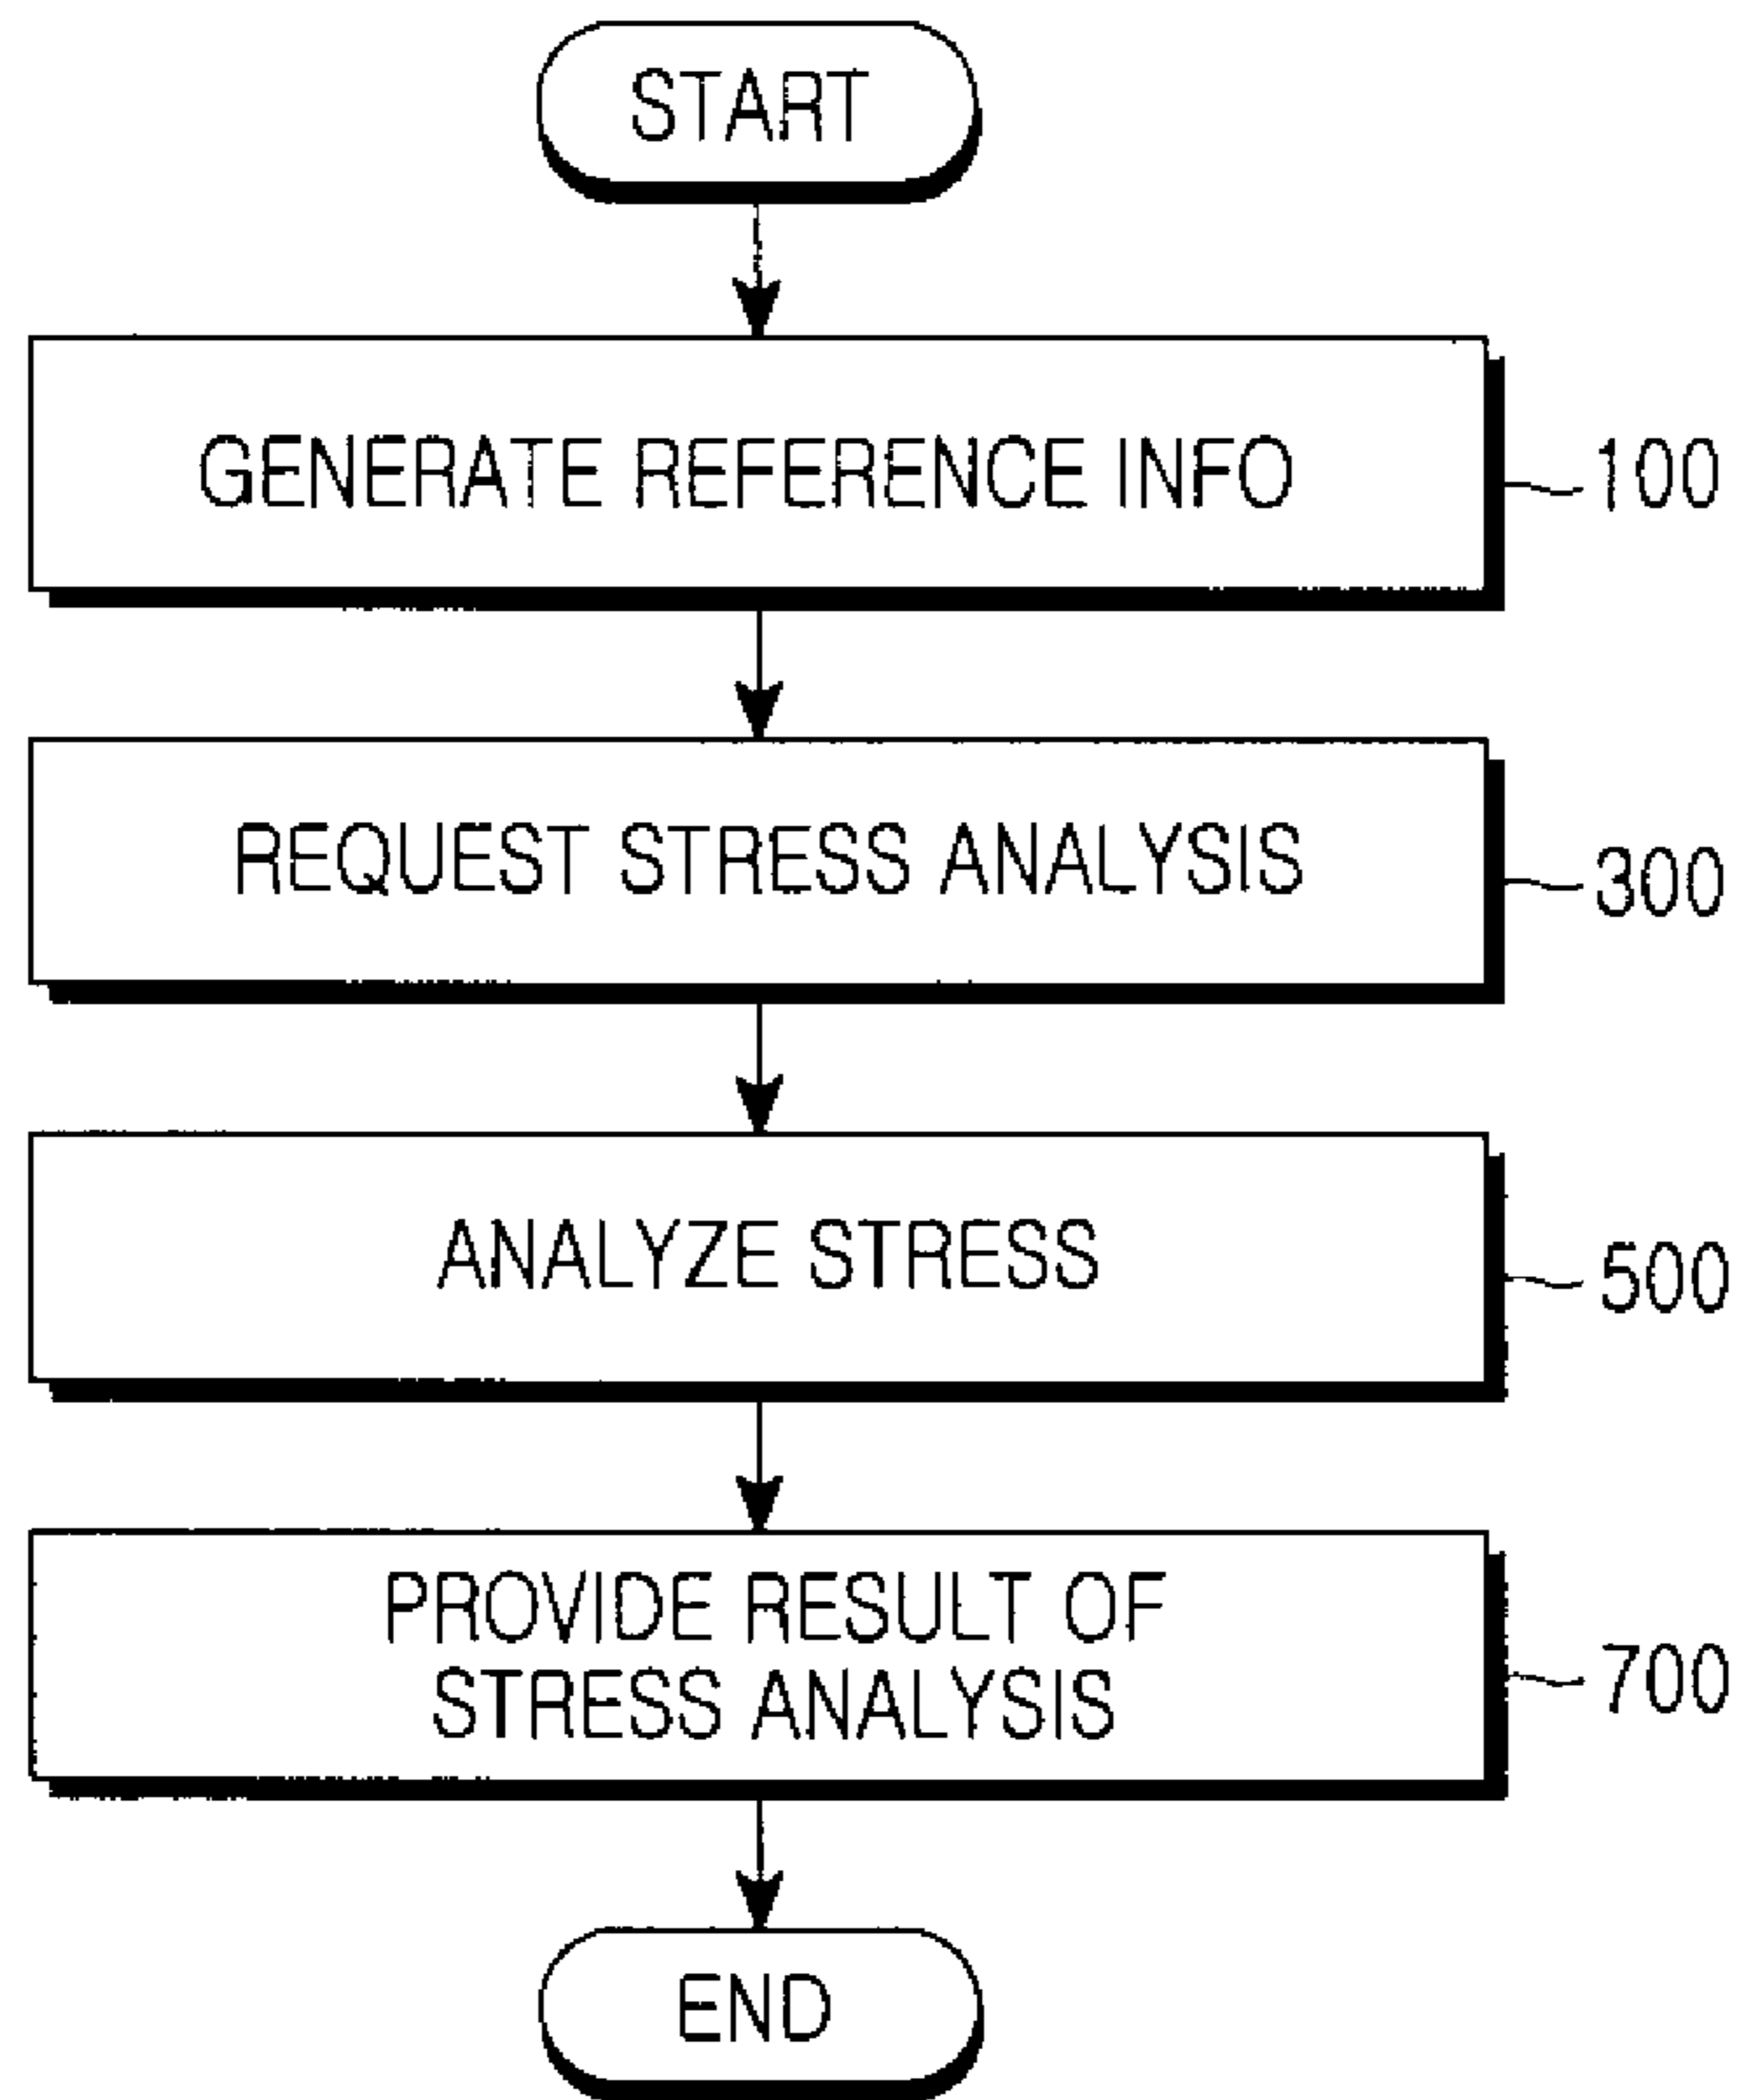 START
GENERATE REFERENCE INFO
100
REQUEST STRESS ANALYSIS
300
ANALYZE STRESS
500
PROVIDE RESULT OF
STRESS ANALYSIS
700
END